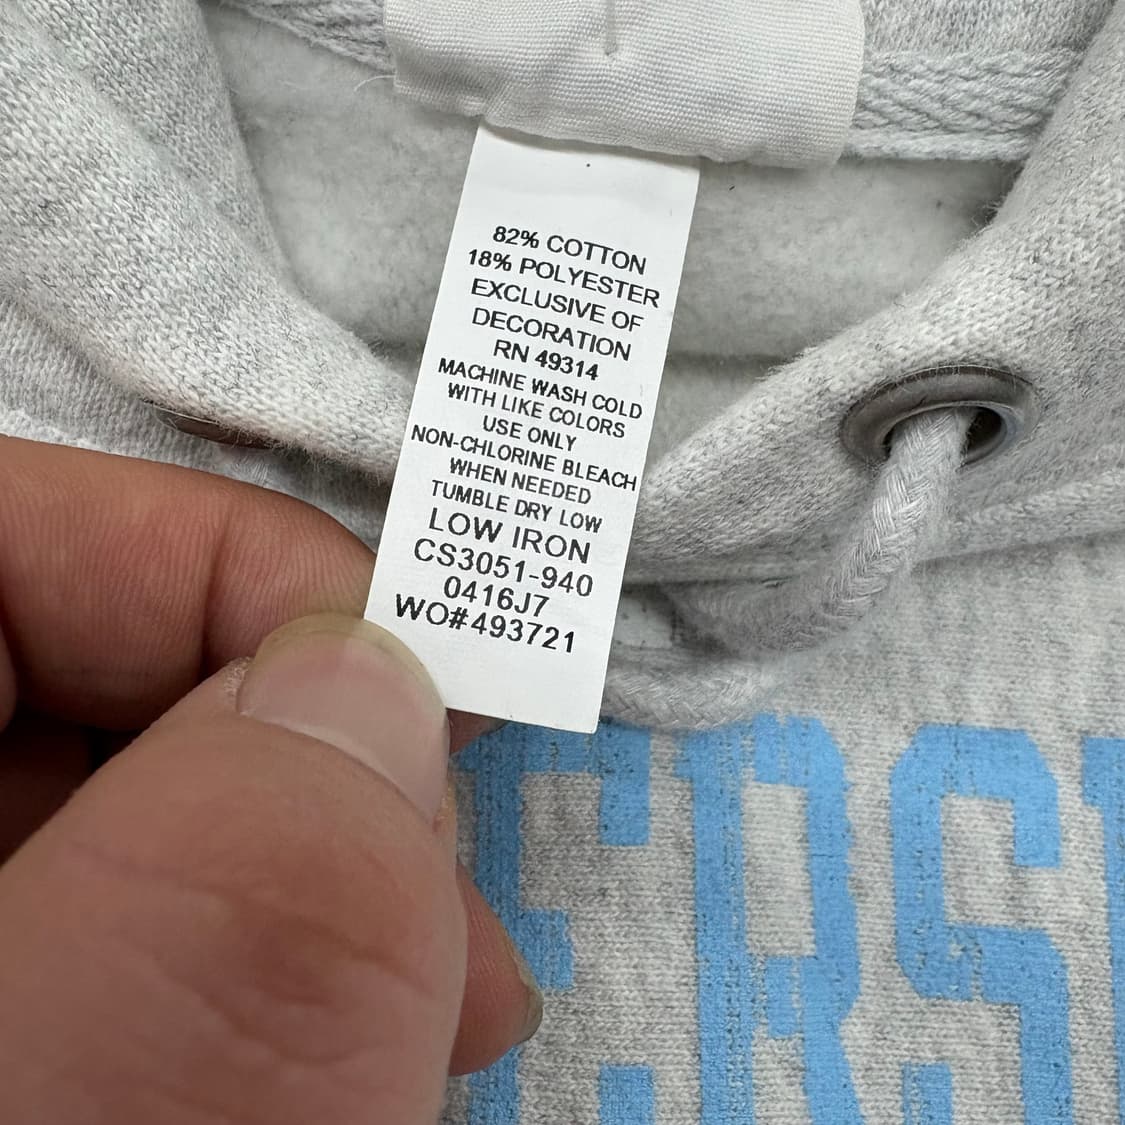 82% COTTON
18% POLYESTER
EXCLUSIVE OF
DECORATION
RN 49314
MACHINE WASH COLD
WITH LIKE COLORS
USE ONLY
NON-CHLORINE BLEACH
WHEN NEEDED
TUMBLE DRY LOW
LOW IRON
CS3051-940
0416J7
WO#493721
ERS